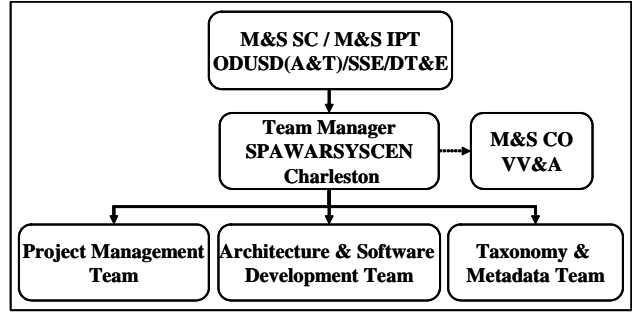 M&S SC / M&S IPT
ODUSD(A&T)/SSE/DT&E
Team Manager
SPAWARSYSCEN
Charleston
M&S CO
VV&A
Project Management
Team
Architecture & Software
Development Team
Taxonomy &
Metadata Team